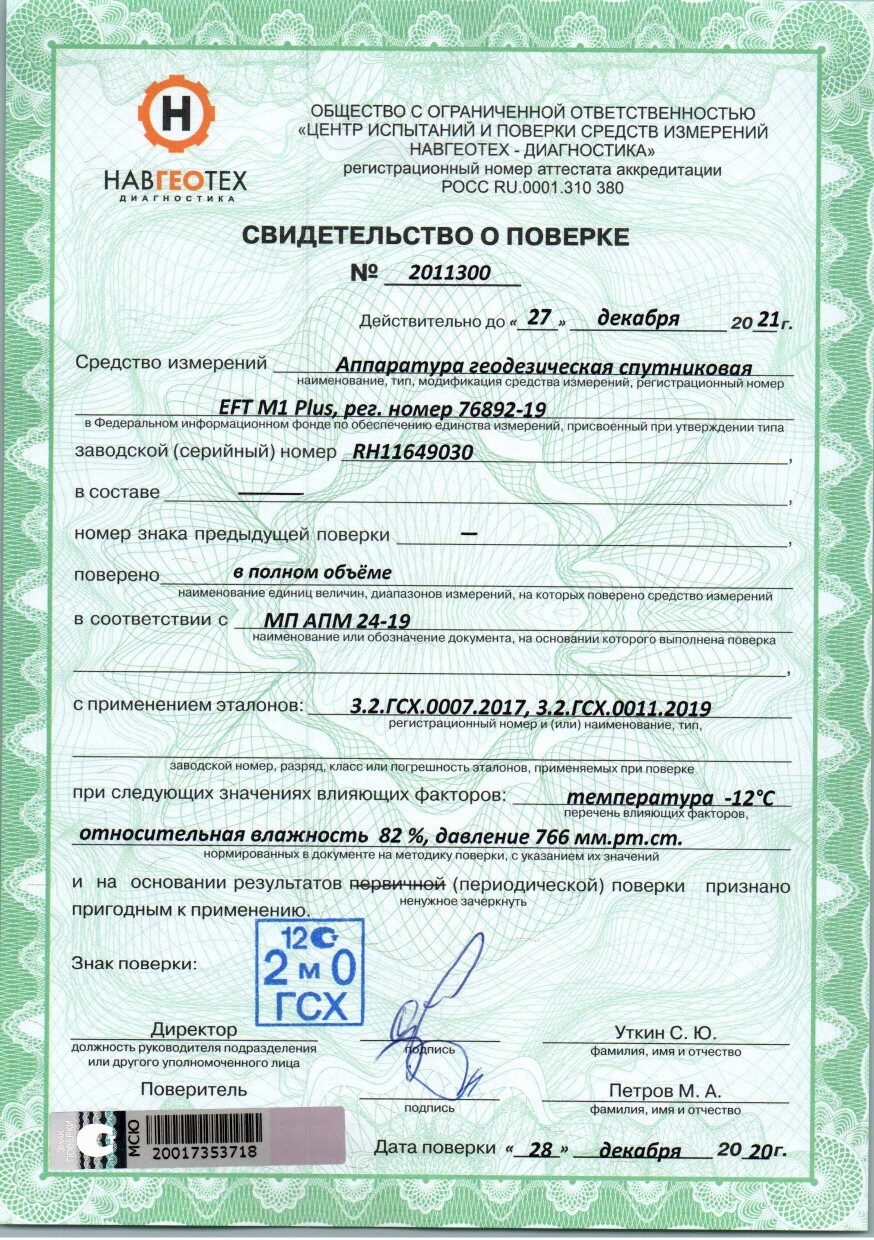 Н
НАВГЕОТЕХ
ДИАГНОСТИКА
ОБЩЕСТВО С ОГРАНИЧЕННОЙ ОТВЕТСТВЕННОСТЬЮ
«ЦЕНТР ИСПЫТАНИЙ И ПОВЕРКИ СРЕДСТВ ИЗМЕРЕНИЙ
НАВГЕОТЕХ - ДИАГНОСТИКА»
регистрационный номер аттестата аккредитации
РОСС RU.0001.310 380
СВИДЕТЕЛЬСТВО О ПОВЕРКЕ
№ 2011300
Действительно до « 27 » декабря 20 21 г.
Средство измерений Аппаратура геодезическая спутниковая
наименование, тип, модификация средства измерений, регистрационный номер
EFT M1 Plus, рег. номер 76892-19
в Федеральном информационном фонде по обеспечению единства измерений, присвоенный при утверждении типа
заводской (серийный) номер RH11649030 ,
в составе ——— ,
номер знака предыдущей поверки — ,
поверено в полном объёме
наименование единиц величин, диапазонов измерений, на которых поверено средство измерений
в соответствии с МП АПМ 24-19
наименование или обозначение документа, на основании которого выполнена поверка
,
с применением эталонов: 3.2.ГСХ.0007.2017, 3.2.ГСХ.0011.2019
регистрационный номер и (или) наименование, тип,
заводской номер, разряд, класс или погрешность эталонов, применяемых при поверке
при следующих значениях влияющих факторов: температура -12°С
перечень влияющих факторов,
относительная влажность 82 %, давление 766 мм.рт.ст.
нормированных в документе на методику поверки, с указанием их значений
и на основании результатов первичной (периодической) поверки признано
ненужное зачеркнуть
пригодным к применению.
Знак поверки:
12
2 м 0
ГСХ
Директор Уткин С. Ю.
должность руководителя подразделения подпись фамилия, имя и отчество
или другого уполномоченного лица
Поверитель Петров М. А.
подпись фамилия, имя и отчество
ЗНАК ПОВЕРКИ
МСЮ
20017353718
Дата поверки « 28 » декабря 20 20 г.